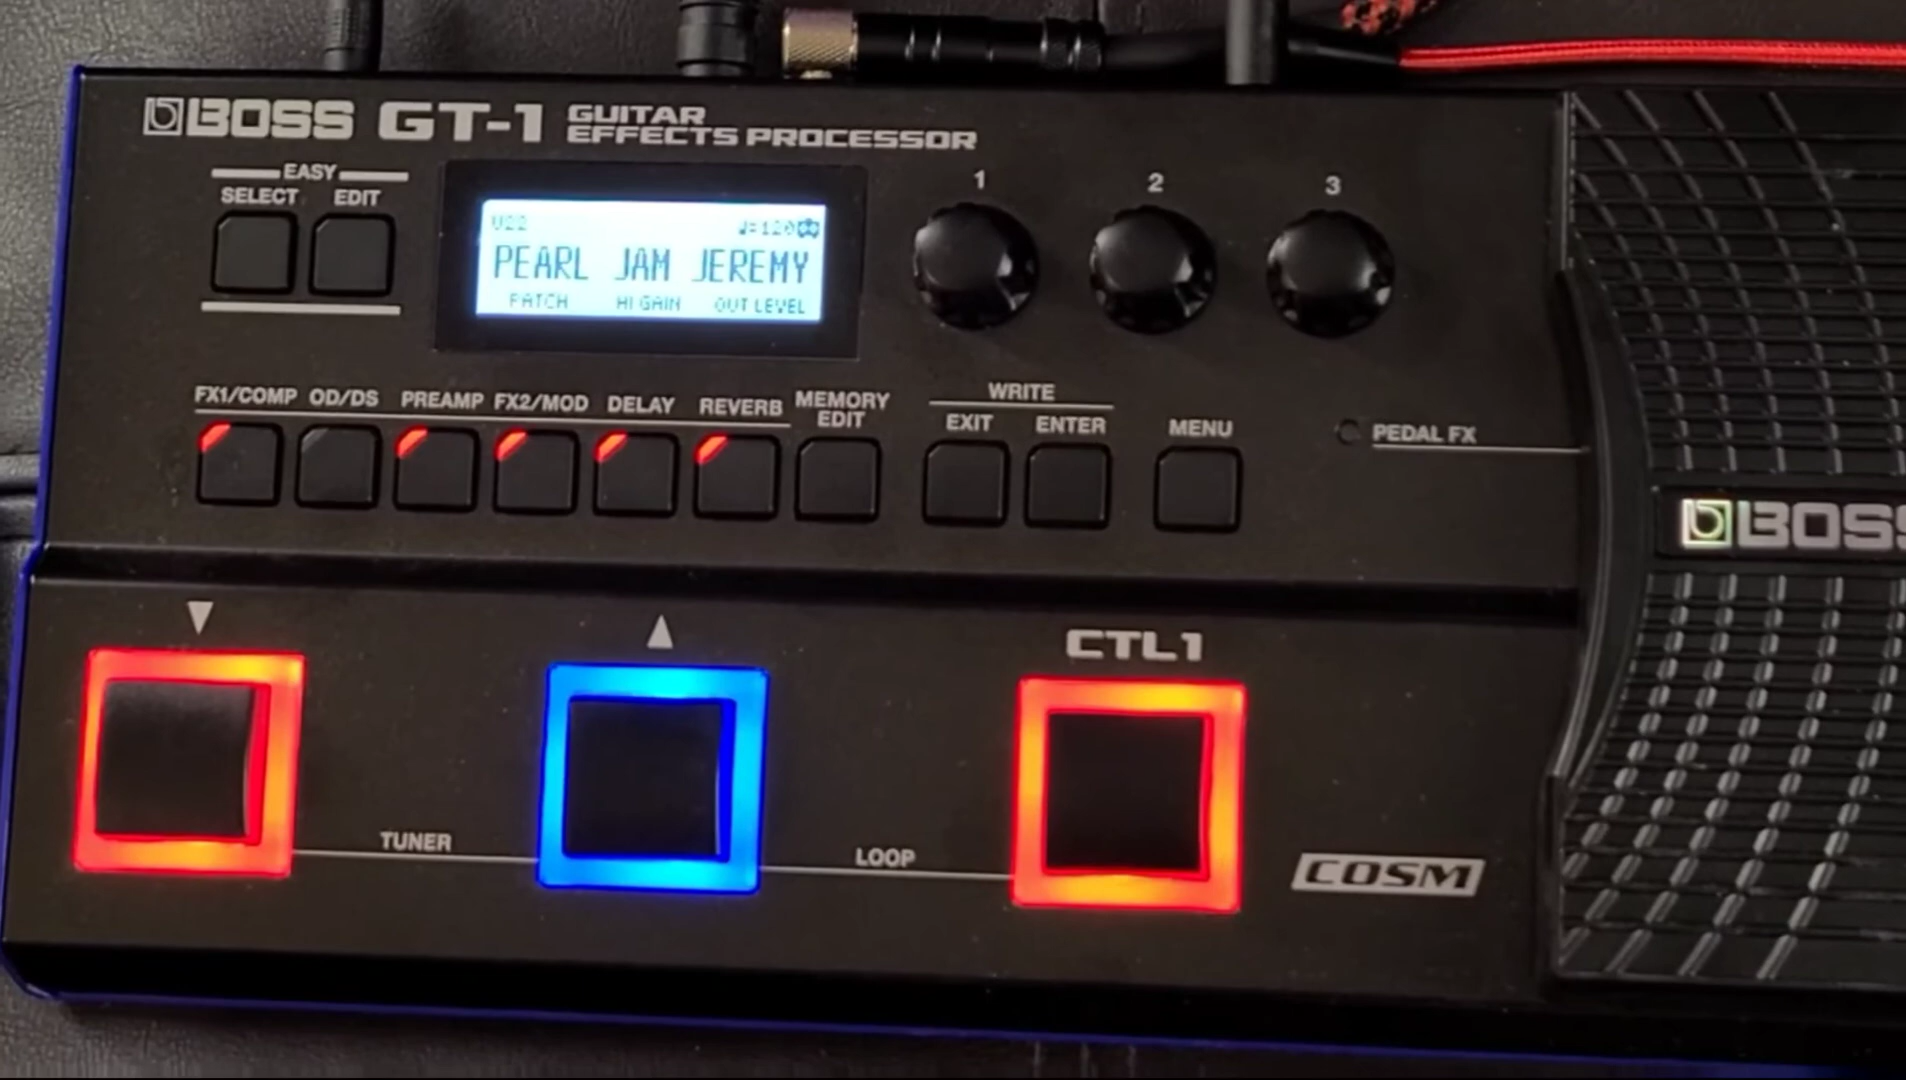 BOSS GT-1 GUITAR EFFECTS PROCESSOR
EASY
SELECT EDIT
1 2 3
U22 ♩=120
PEARL JAM JEREMY
PATCH HI GAIN OUT LEVEL
FX1/COMP OD/DS PREAMP FX2/MOD DELAY REVERB MEMORY EDIT
WRITE
EXIT ENTER MENU
PEDAL FX
BOSS
▼ ▲ CTL1
TUNER LOOP
COSM